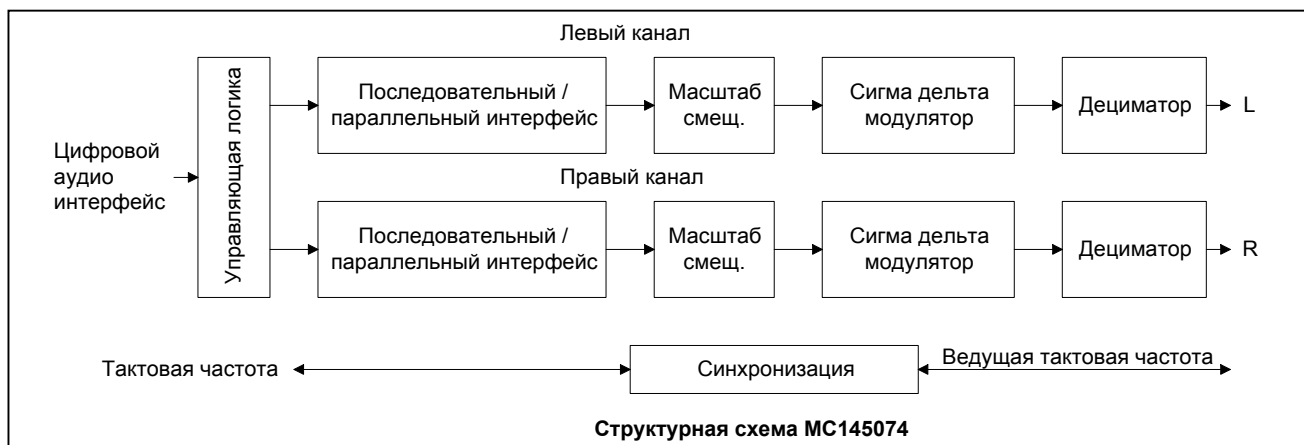 Левый канал
Управляющая логика
Последовательный /
параллельный интерфейс
Масштаб
смещ.
Сигма дельта
модулятор
Дециматор
L
Цифровой
аудио
интерфейс
Правый канал
Последовательный /
параллельный интерфейс
Масштаб
смещ.
Сигма дельта
модулятор
Дециматор
R
Тактовая частота
Синхронизация
Ведущая тактовая частота
Структурная схема MC145074